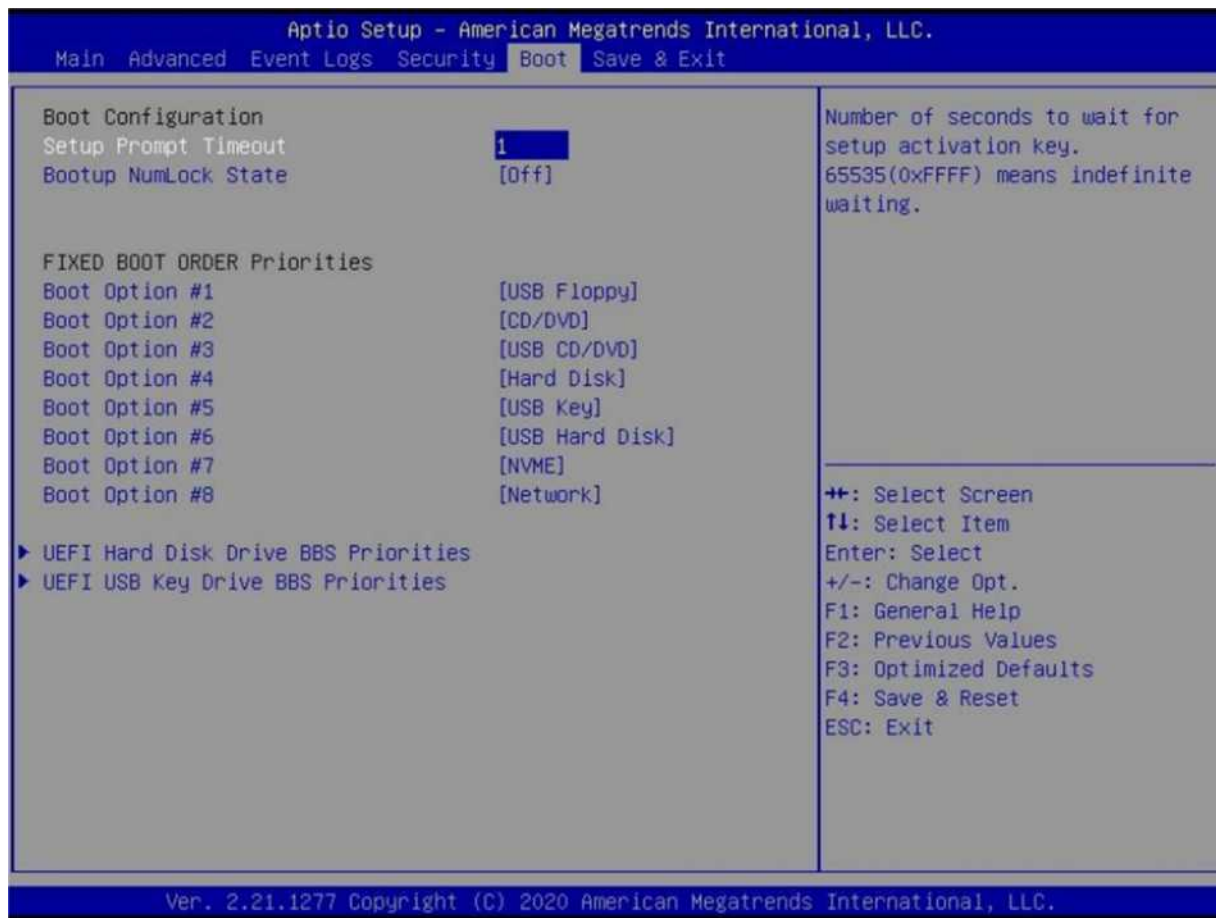 Aptio Setup – American Megatrends International, LLC.
Main Advanced Event Logs Security Boot Save & Exit
Boot Configuration
Setup Prompt Timeout 1
Bootup NumLock State [Off]
FIXED BOOT ORDER Priorities
Boot Option #1 [USB Floppy]
Boot Option #2 [CD/DVD]
Boot Option #3 [USB CD/DVD]
Boot Option #4 [Hard Disk]
Boot Option #5 [USB Key]
Boot Option #6 [USB Hard Disk]
Boot Option #7 [NVME]
Boot Option #8 [Network]
UEFI Hard Disk Drive BBS Priorities
UEFI USB Key Drive BBS Priorities
Number of seconds to wait for
setup activation key.
65535(0xFFFF) means indefinite
waiting.
→←: Select Screen
↑↓: Select Item
Enter: Select
+/-: Change Opt.
F1: General Help
F2: Previous Values
F3: Optimized Defaults
F4: Save & Reset
ESC: Exit
Ver. 2.21.1277 Copyright (C) 2020 American Megatrends International, LLC.